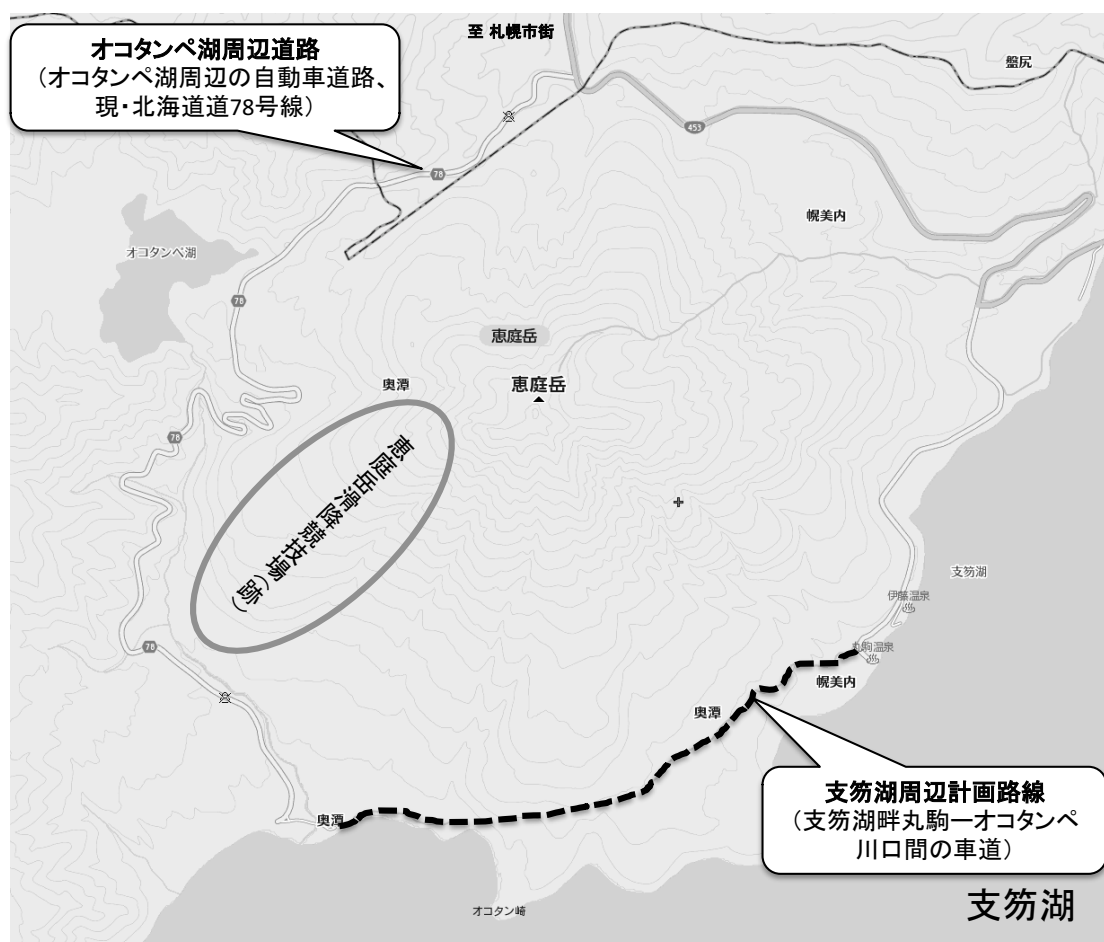 至 札幌市街
オコタンペ湖周辺道路
（オコタンペ湖周辺の自動車道路、
現・北海道道78号線）
盤尻
453
78
幌美内
オコタンペ湖
78
恵庭岳
恵庭岳
奥潭
78
恵庭岳滑降競技場（跡）
支笏湖
伊藤温泉
78
丸駒温泉
幌美内
奥潭
支笏湖周辺計画路線
（支笏湖畔丸駒ーオコタンペ
川口間の車道）
奥潭
オコタン崎
支笏湖